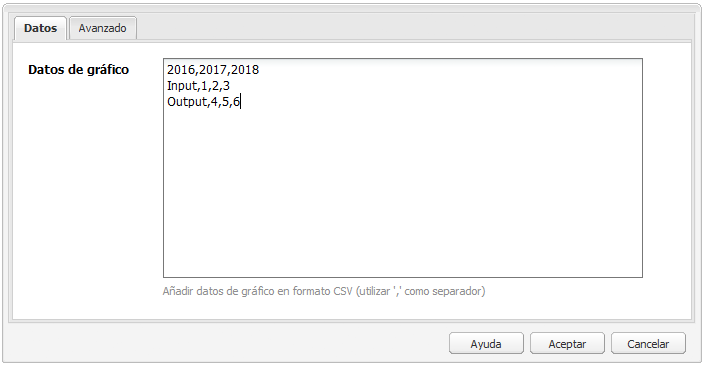 Datos Avanzado
Datos de gráfico
2016,2017,2018
Input,1,2,3
Output,4,5,6
Añadir datos de gráfico en formato CSV (utilizar ',' como separador)
Ayuda Aceptar Cancelar